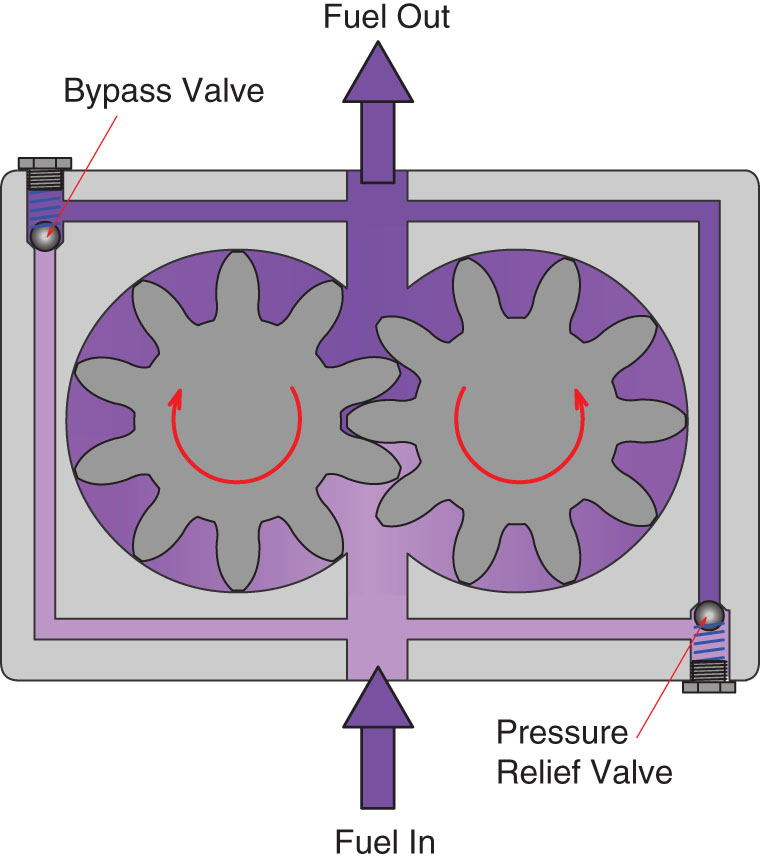 Fuel Out
Bypass Valve
Pressure
Relief Valve
Fuel In